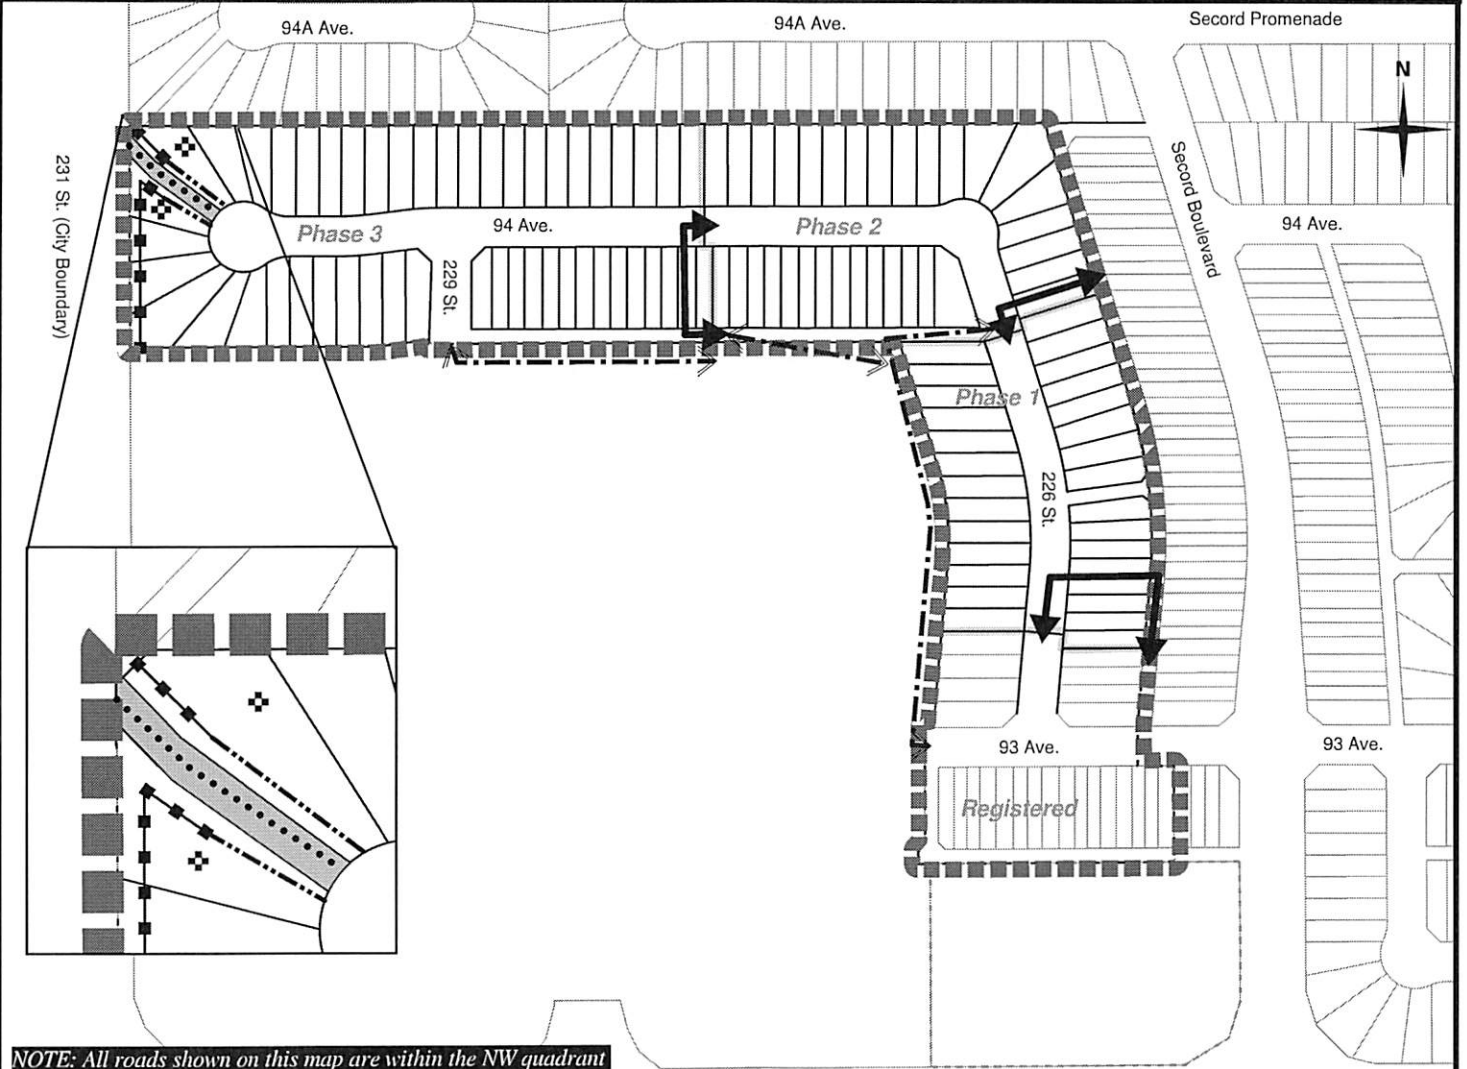 94A Ave.
94A Ave.
Secord Promenade
N
231 St. (City Boundary)
Secord Boulevard
Phase 3
94 Ave.
Phase 2
94 Ave.
229 St.
Phase 1
226 St.
93 Ave.
93 Ave.
Registered
NOTE: All roads shown on this map are within the NW quadrant